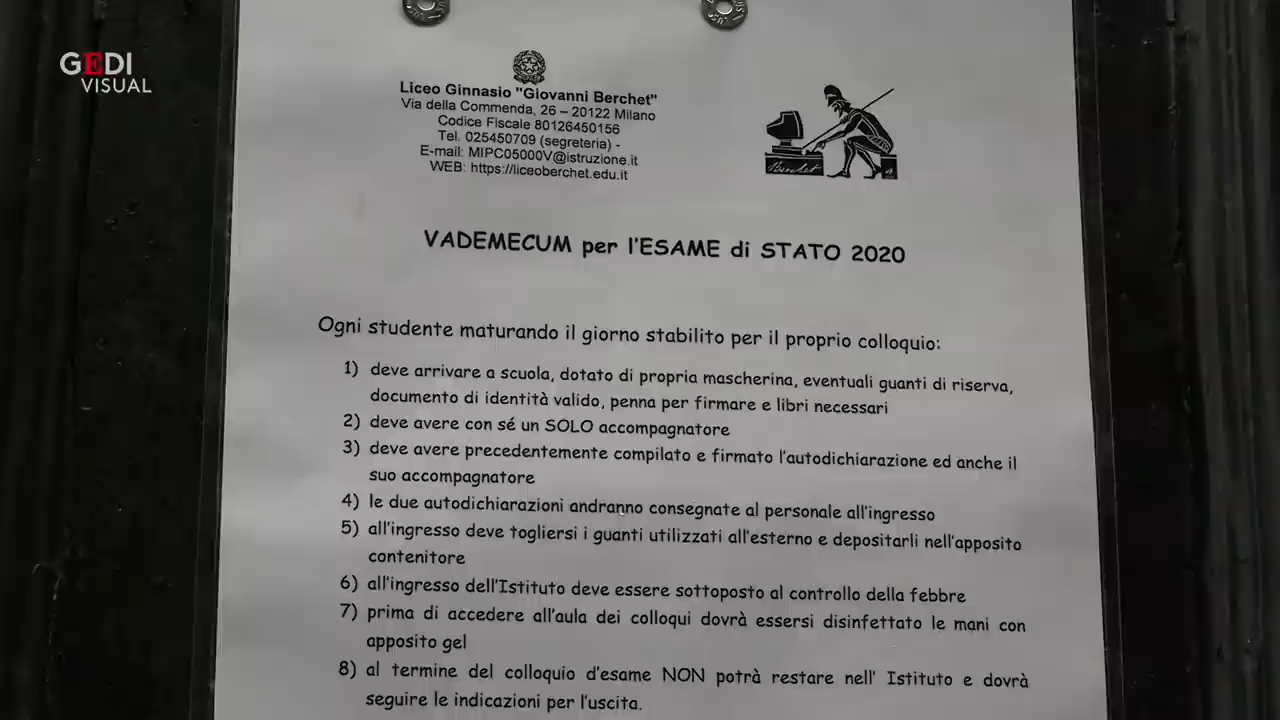 GEDI
VISUAL
Liceo Ginnasio "Giovanni Berchet"
Via della Commenda, 26 – 20122 Milano
Codice Fiscale 80126450156
Tel. 025450709 (segreteria) -
E-mail: MIPC05000V@istruzione.it
WEB: https://liceoberchet.edu.it
Berchet
VADEMECUM per l'ESAME di STATO 2020
Ogni studente maturando il giorno stabilito per il proprio colloquio:
1) deve arrivare a scuola, dotato di propria mascherina, eventuali guanti di riserva,
documento di identità valido, penna per firmare e libri necessari
2) deve avere con sé un SOLO accompagnatore
3) deve avere precedentemente compilato e firmato l'autodichiarazione ed anche il
suo accompagnatore
4) le due autodichiarazioni andranno consegnate al personale all'ingresso
5) all'ingresso deve togliersi i guanti utilizzati all'esterno e depositarli nell'apposito
contenitore
6) all'ingresso dell'Istituto deve essere sottoposto al controllo della febbre
7) prima di accedere all'aula dei colloqui dovrà essersi disinfettato le mani con
apposito gel
8) al termine del colloquio d'esame NON potrà restare nell' Istituto e dovrà
seguire le indicazioni per l'uscita.